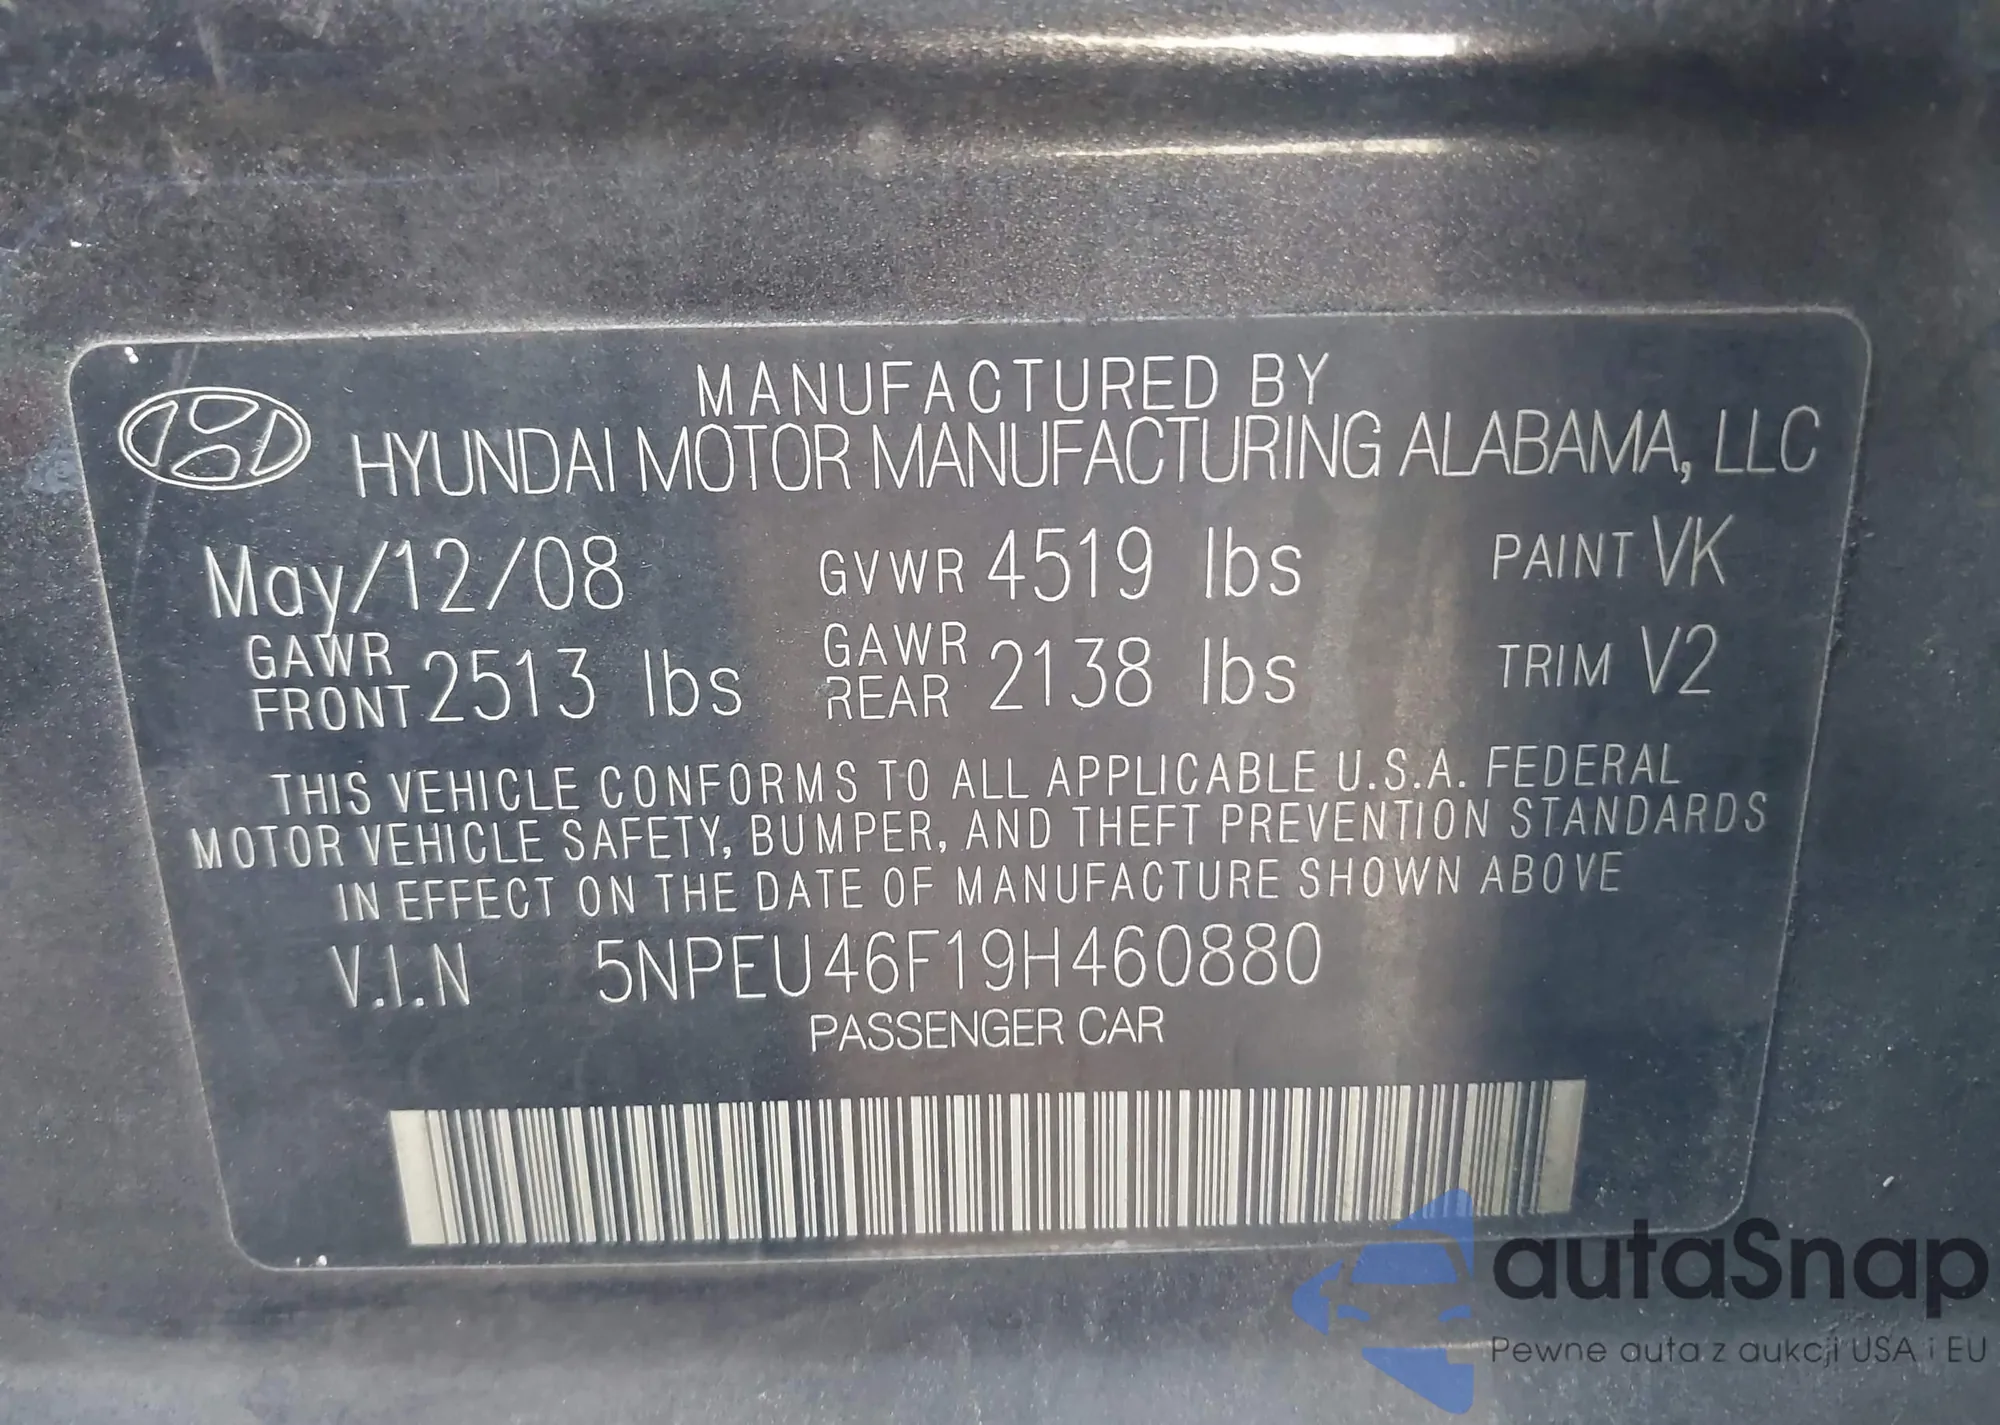 MANUFACTURED BY
HYUNDAI MOTOR MANUFACTURING ALABAMA, LLC
May/12/08 GVWR 4519 lbs PAINT VK
GAWR FRONT 2513 lbs GAWR REAR 2138 lbs TRIM V2
THIS VEHICLE CONFORMS TO ALL APPLICABLE U.S.A. FEDERAL
MOTOR VEHICLE SAFETY, BUMPER, AND THEFT PREVENTION STANDARDS
IN EFFECT ON THE DATE OF MANUFACTURE SHOWN ABOVE
V.I.N 5NPEU46F19H460880
PASSENGER CAR
autaSnap
Pewne auta z aukcji USA i EU